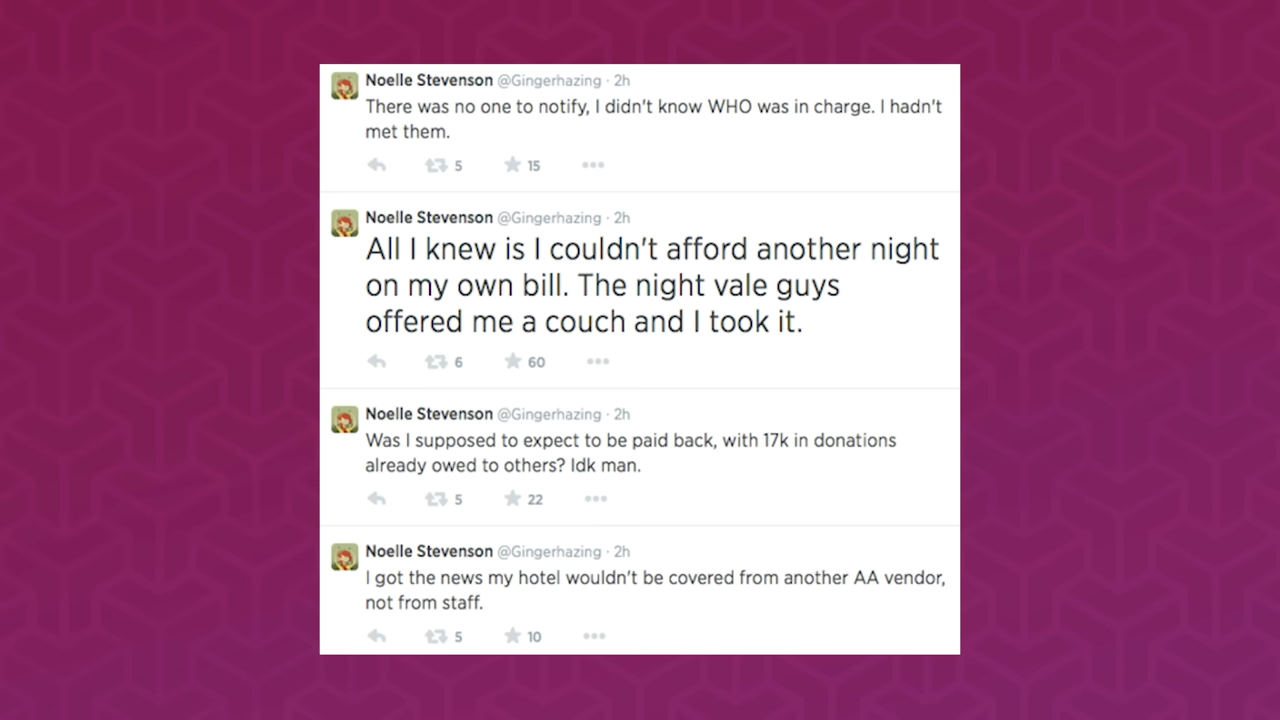 Noelle Stevenson @Gingerhazing · 2h
There was no one to notify, I didn't know WHO was in charge. I hadn't
met them.
5 15
Noelle Stevenson @Gingerhazing · 2h
All I knew is I couldn't afford another night
on my own bill. The night vale guys
offered me a couch and I took it.
6 60
Noelle Stevenson @Gingerhazing · 2h
Was I supposed to expect to be paid back, with 17k in donations
already owed to others? Idk man.
5 22
Noelle Stevenson @Gingerhazing · 2h
I got the news my hotel wouldn't be covered from another AA vendor,
not from staff.
5 10